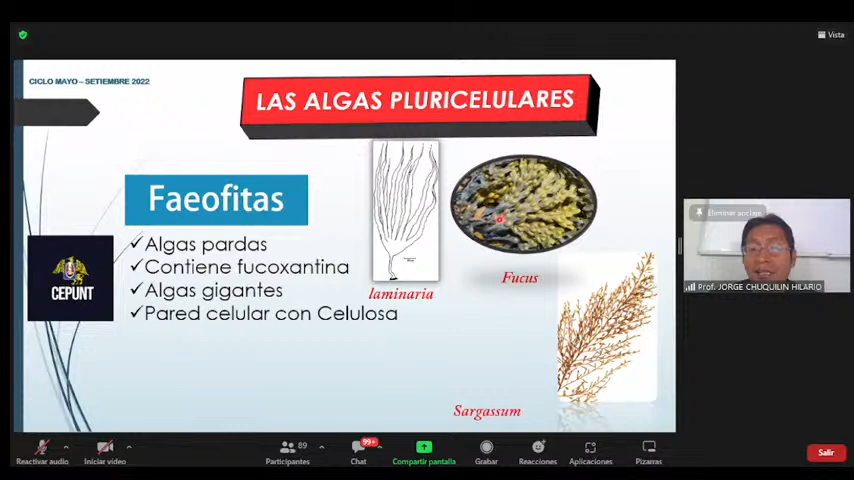 Vista
CICLO MAYO – SETIEMBRE 2022
LAS ALGAS PLURICELULARES
Faeofitas
✓Algas pardas
✓Contiene fucoxantina
✓Algas gigantes
✓Pared celular con Celulosa
CEPUNT
laminaria
Fucus
Sargassum
Eliminar anclaje
Prof. JORGE CHUQUILIN HILARIO
Reactivar audio
Iniciar video
89
Participantes
99+
Chat
Compartir pantalla
Grabar
Reacciones
Aplicaciones
Pizarras
Salir